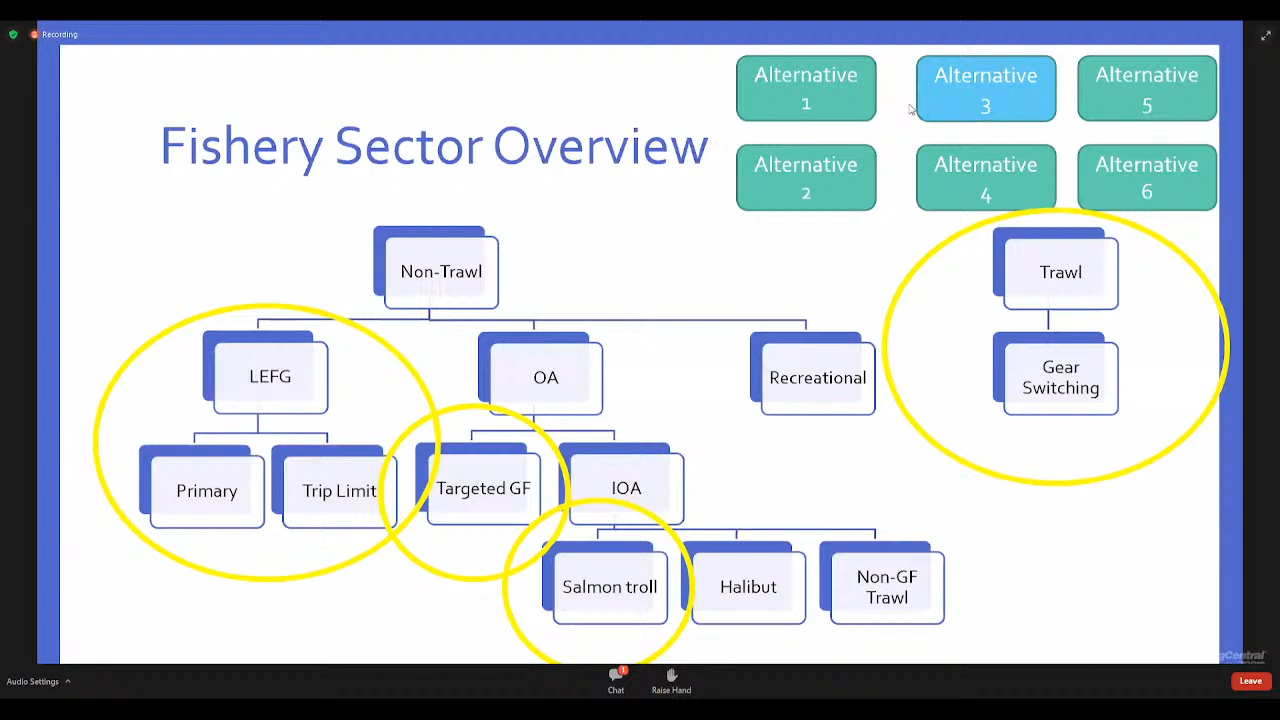 Recording
Alternative
1
Alternative
3
Alternative
5
Fishery Sector Overview
Alternative
2
Alternative
4
Alternative
6
Non-Trawl
Trawl
LEFG
OA
Recreational
Gear
Switching
Primary
Trip Limit
Targeted GF
IOA
Salmon troll
Halibut
Non-GF
Trawl
Audio Settings
Chat
1
Raise Hand
Leave